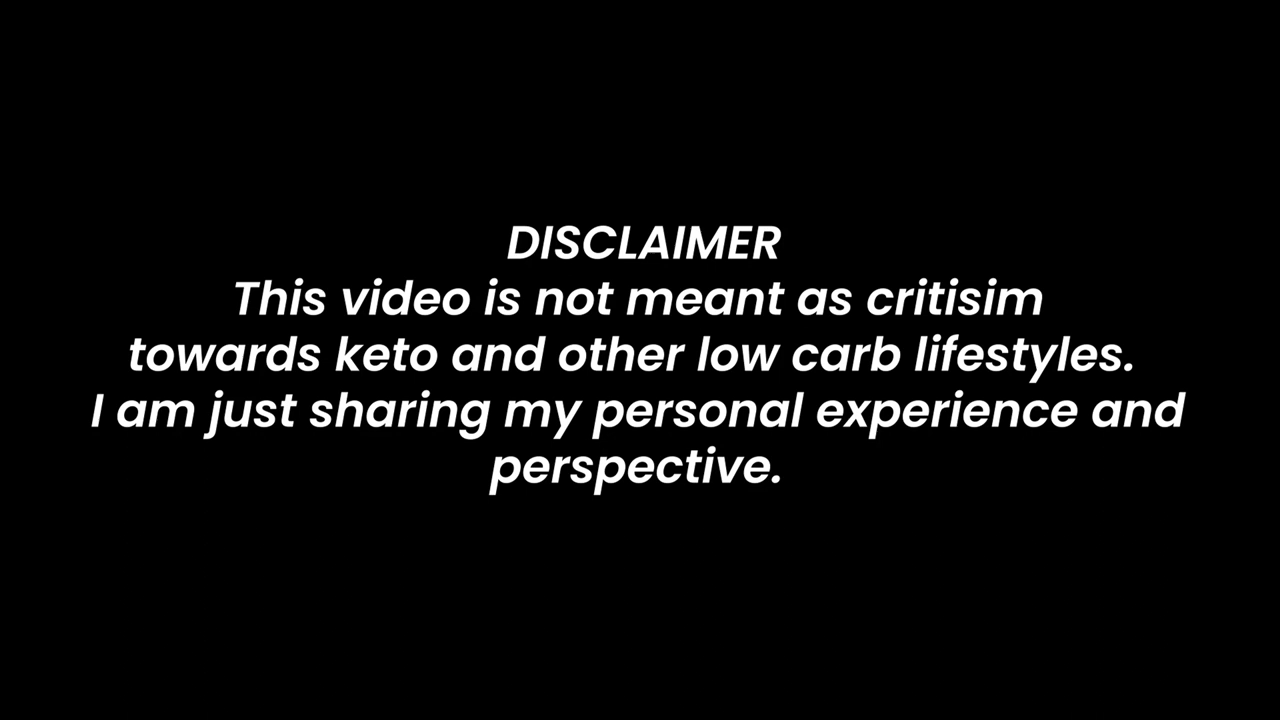 DISCLAIMER
This video is not meant as critisim
towards keto and other low carb lifestyles.
I am just sharing my personal experience and
perspective.